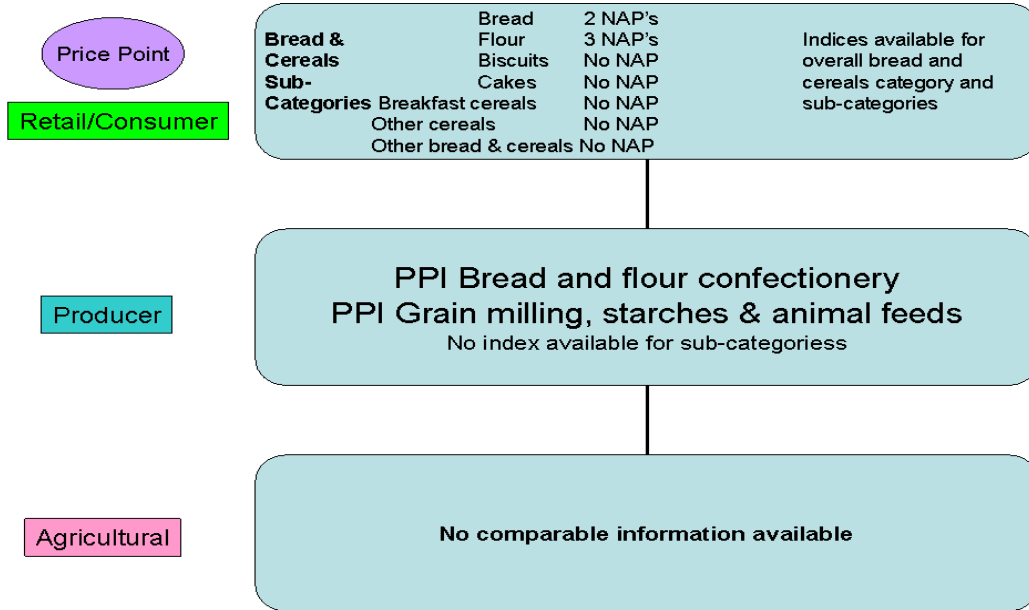 Price Point
Retail/Consumer
Bread 2 NAP's
Bread & Flour 3 NAP's Indices available for
Cereals Biscuits No NAP overall bread and
Sub- Cakes No NAP cereals category and
Categories Breakfast cereals No NAP sub-categories
Other cereals No NAP
Other bread & cereals No NAP
Producer
PPI Bread and flour confectionery
PPI Grain milling, starches & animal feeds
No index available for sub-categoriess
Agricultural
No comparable information available